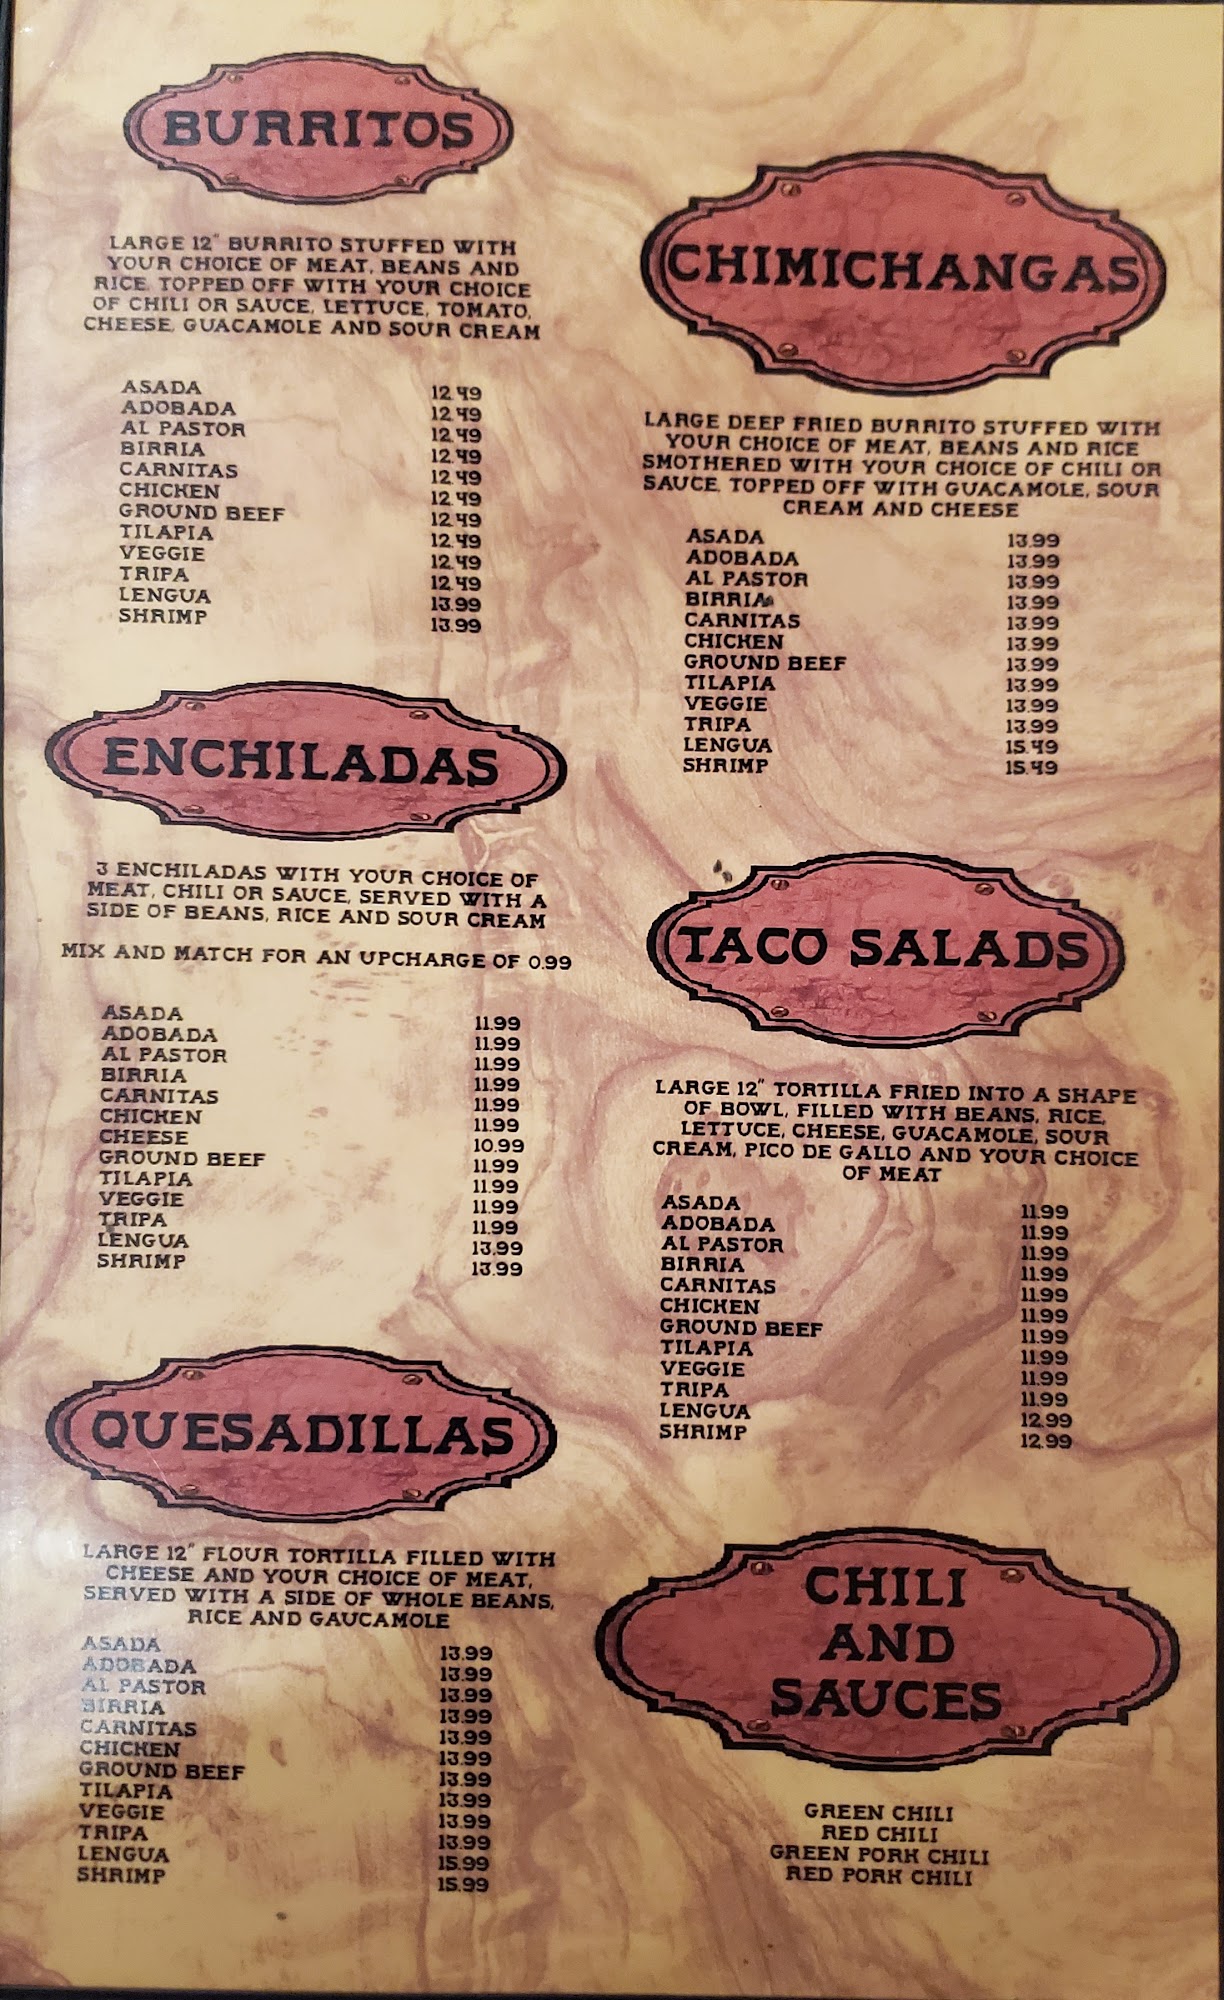 BURRITOS
LARGE 12" BURRITO STUFFED WITH
YOUR CHOICE OF MEAT, BEANS AND
RICE. TOPPED OFF WITH YOUR CHOICE
OF CHILI OR SAUCE, LETTUCE, TOMATO,
CHEESE, GUACAMOLE AND SOUR CREAM
ASADA 12.49
ADOBADA 12.49
AL PASTOR 12.49
BIRRIA 12.49
CARNITAS 12.49
CHICKEN 12.49
GROUND BEEF 12.49
TILAPIA 12.49
VEGGIE 12.49
TRIPA 12.49
LENGUA 13.99
SHRIMP 13.99
ENCHILADAS
3 ENCHILADAS WITH YOUR CHOICE OF
MEAT, CHILI OR SAUCE, SERVED WITH A
SIDE OF BEANS, RICE AND SOUR CREAM
MIX AND MATCH FOR AN UPCHARGE OF 0.99
ASADA 11.99
ADOBADA 11.99
AL PASTOR 11.99
BIRRIA 11.99
CARNITAS 11.99
CHICKEN 11.99
CHEESE 10.99
GROUND BEEF 11.99
TILAPIA 11.99
VEGGIE 11.99
TRIPA 11.99
LENGUA 13.99
SHRIMP 13.99
QUESADILLAS
LARGE 12" FLOUR TORTILLA FILLED WITH
CHEESE AND YOUR CHOICE OF MEAT,
SERVED WITH A SIDE OF WHOLE BEANS,
RICE AND GAUCAMOLE
ASADA 13.99
ADOBADA 13.99
AL PASTOR 13.99
BIRRIA 13.99
CARNITAS 13.99
CHICKEN 13.99
GROUND BEEF 13.99
TILAPIA 13.99
VEGGIE 13.99
TRIPA 13.99
LENGUA 15.99
SHRIMP 15.99
CHIMICHANGAS
LARGE DEEP FRIED BURRITO STUFFED WITH
YOUR CHOICE OF MEAT, BEANS AND RICE
SMOTHERED WITH YOUR CHOICE OF CHILI OR
SAUCE. TOPPED OFF WITH GUACAMOLE, SOUR
CREAM AND CHEESE
ASADA 13.99
ADOBADA 13.99
AL PASTOR 13.99
BIRRIA 13.99
CARNITAS 13.99
CHICKEN 13.99
GROUND BEEF 13.99
TILAPIA 13.99
VEGGIE 13.99
TRIPA 13.99
LENGUA 15.49
SHRIMP 15.49
TACO SALADS
LARGE 12" TORTILLA FRIED INTO A SHAPE
OF BOWL, FILLED WITH BEANS, RICE,
LETTUCE, CHEESE, GUACAMOLE, SOUR
CREAM, PICO DE GALLO AND YOUR CHOICE
OF MEAT
ASADA 11.99
ADOBADA 11.99
AL PASTOR 11.99
BIRRIA 11.99
CARNITAS 11.99
CHICKEN 11.99
GROUND BEEF 11.99
TILAPIA 11.99
VEGGIE 11.99
TRIPA 11.99
LENGUA 12.99
SHRIMP 12.99
CHILI
AND
SAUCES
GREEN CHILI
RED CHILI
GREEN PORK CHILI
RED PORK CHILI